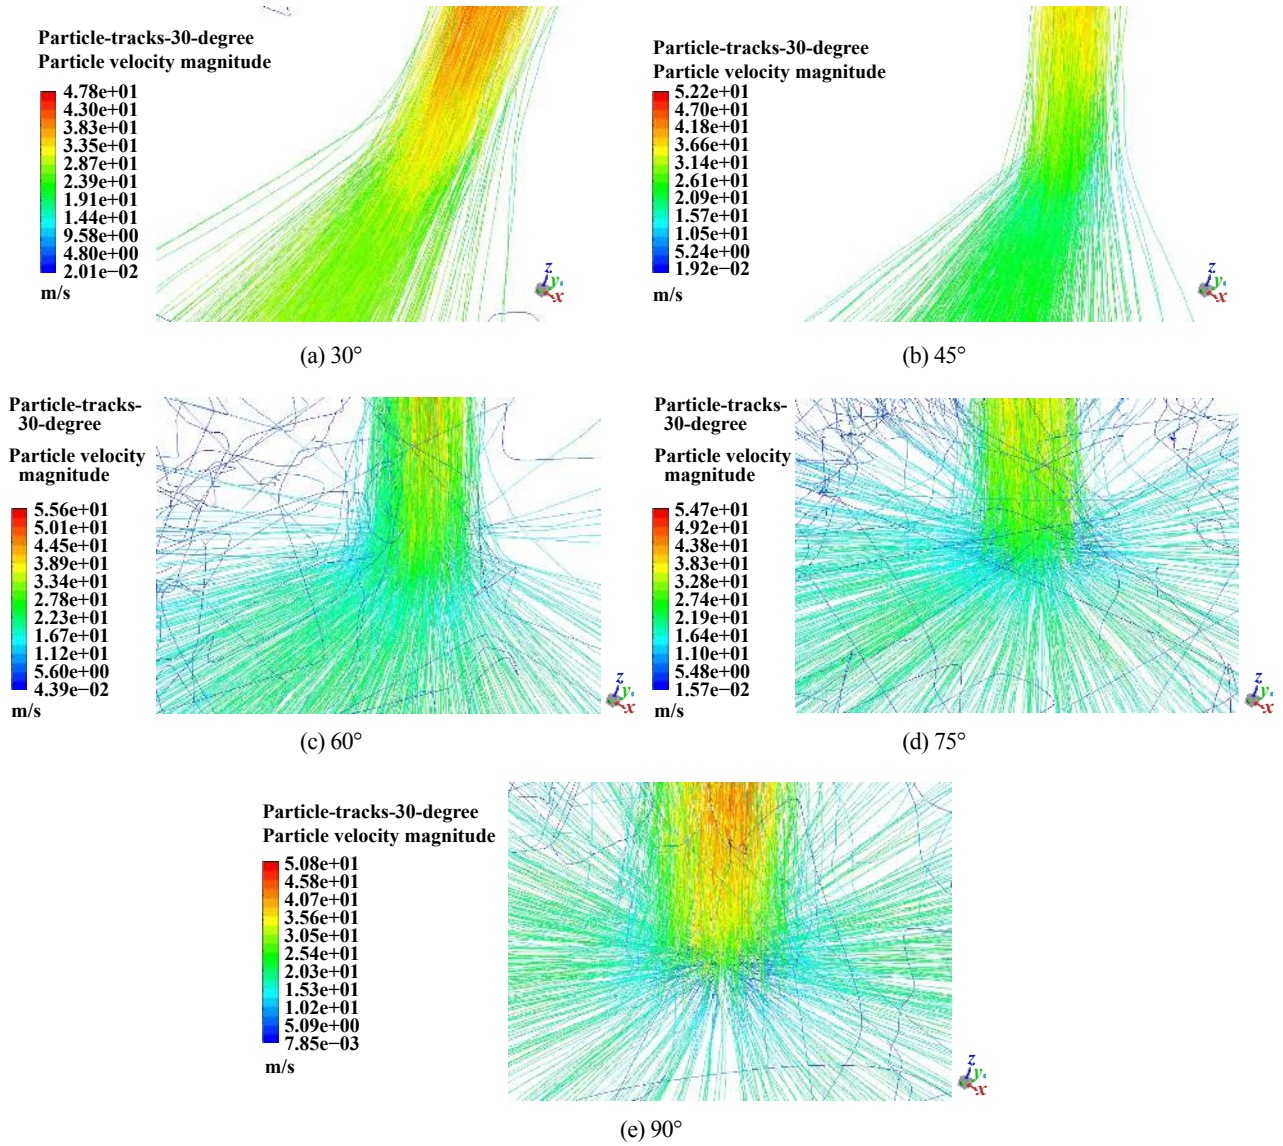 Particle-tracks-30-degree
Particle velocity magnitude
4.78e+01
4.30e+01
3.83e+01
3.35e+01
2.87e+01
2.39e+01
1.91e+01
1.44e+01
9.58e+00
4.80e+00
2.01e−02
m/s
z
y
x
(a) 30°
Particle-tracks-30-degree
Particle velocity magnitude
5.22e+01
4.70e+01
4.18e+01
3.66e+01
3.14e+01
2.61e+01
2.09e+01
1.57e+01
1.05e+01
5.24e+00
1.92e−02
m/s
z
y
x
(b) 45°
Particle-tracks-
30-degree
Particle velocity
magnitude
5.56e+01
5.01e+01
4.45e+01
3.89e+01
3.34e+01
2.78e+01
2.23e+01
1.67e+01
1.12e+01
5.60e+00
4.39e−02
m/s
z
y
x
(c) 60°
Particle-tracks-
30-degree
Particle velocity
magnitude
5.47e+01
4.92e+01
4.38e+01
3.83e+01
3.28e+01
2.74e+01
2.19e+01
1.64e+01
1.10e+01
5.48e+00
1.57e−02
m/s
z
y
x
(d) 75°
Particle-tracks-30-degree
Particle velocity magnitude
5.08e+01
4.58e+01
4.07e+01
3.56e+01
3.05e+01
2.54e+01
2.03e+01
1.53e+01
1.02e+01
5.09e+00
7.85e−03
m/s
z
y
x
(e) 90°